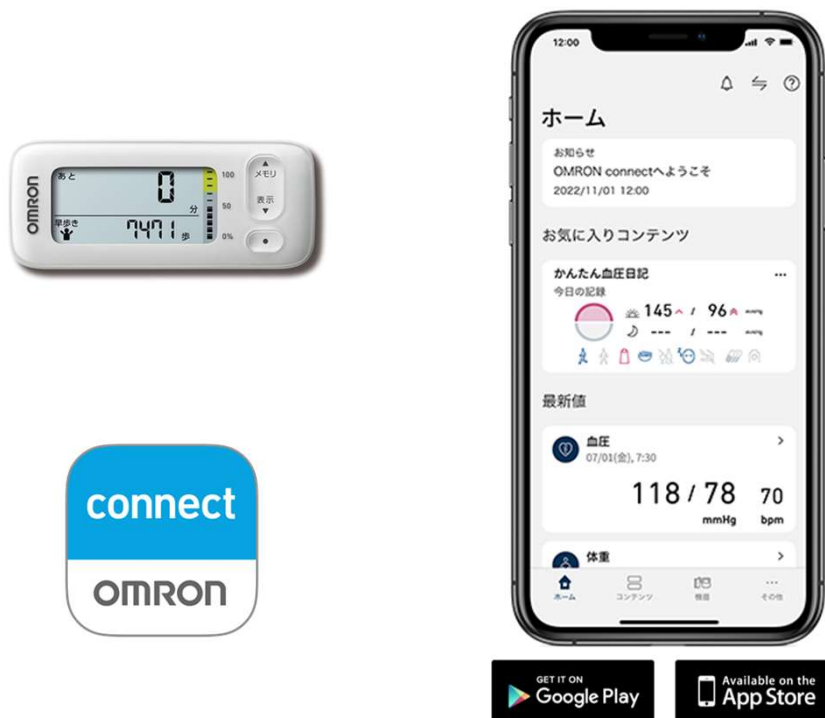 OMRON
あと
0
分
早歩き
7471 歩
100
50
0%
メモリ
表示
connect
OMRON
12:00
ホーム
お知らせ
OMRON connectへようこそ
2022/11/01 12:00
お気に入りコンテンツ
かんたん血圧日記
今日の記録
145 / 96 mmHg
--- / --- mmHg
最新値
血圧
07/01(金), 7:30
118 / 78 70
mmHg bpm
体重
ホーム コンテンツ 機器 その他
GET IT ON
Google Play
Available on the
App Store